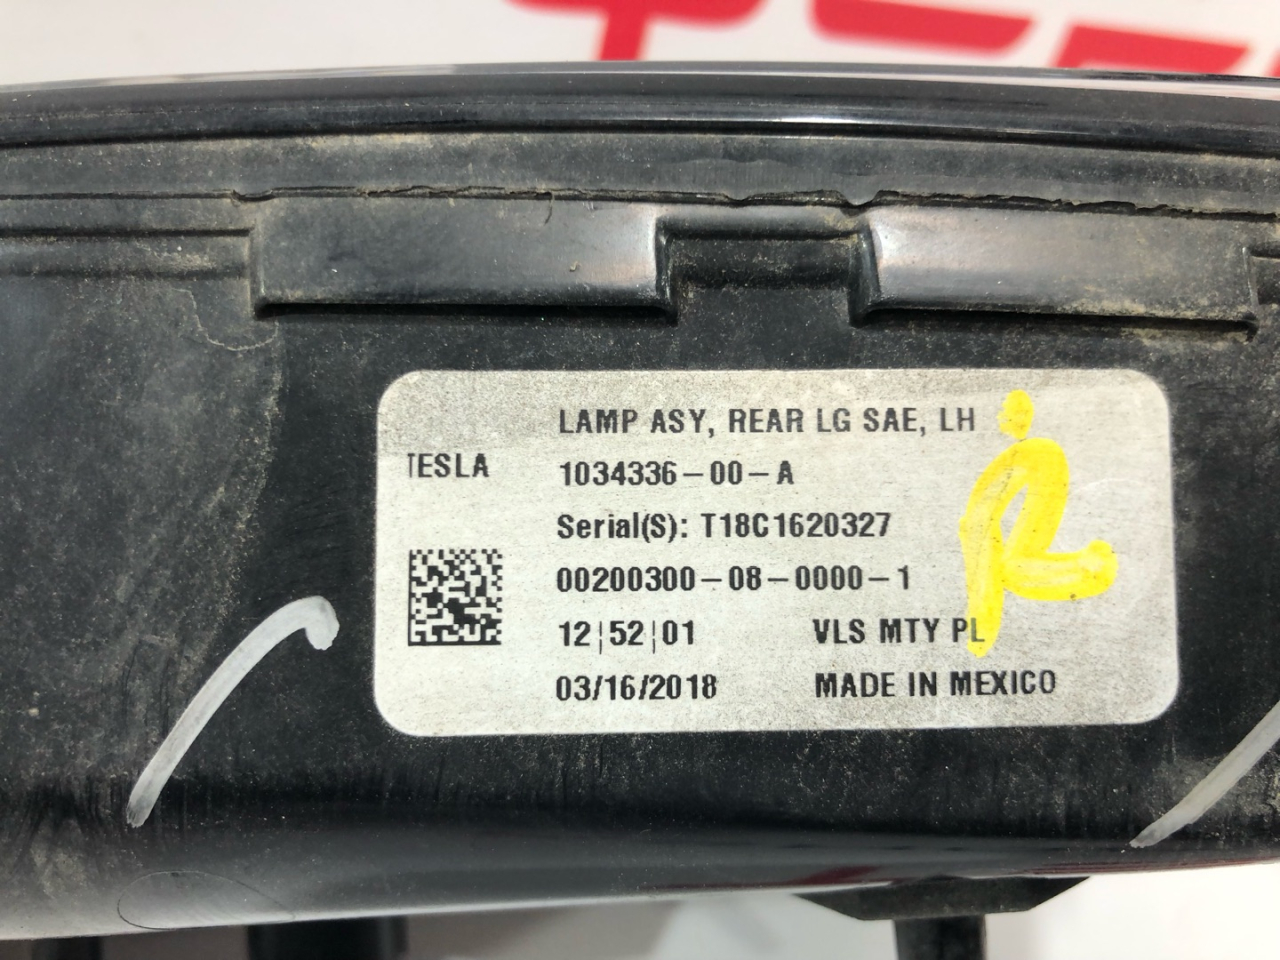 LAMP ASY, REAR LG SAE, LH
TESLA
1034336-00-A
Serial(S): T18C1620327
00200300-08-0000-1
12|52|01 VLS MTY PL
03/16/2018 MADE IN MEXICO
R